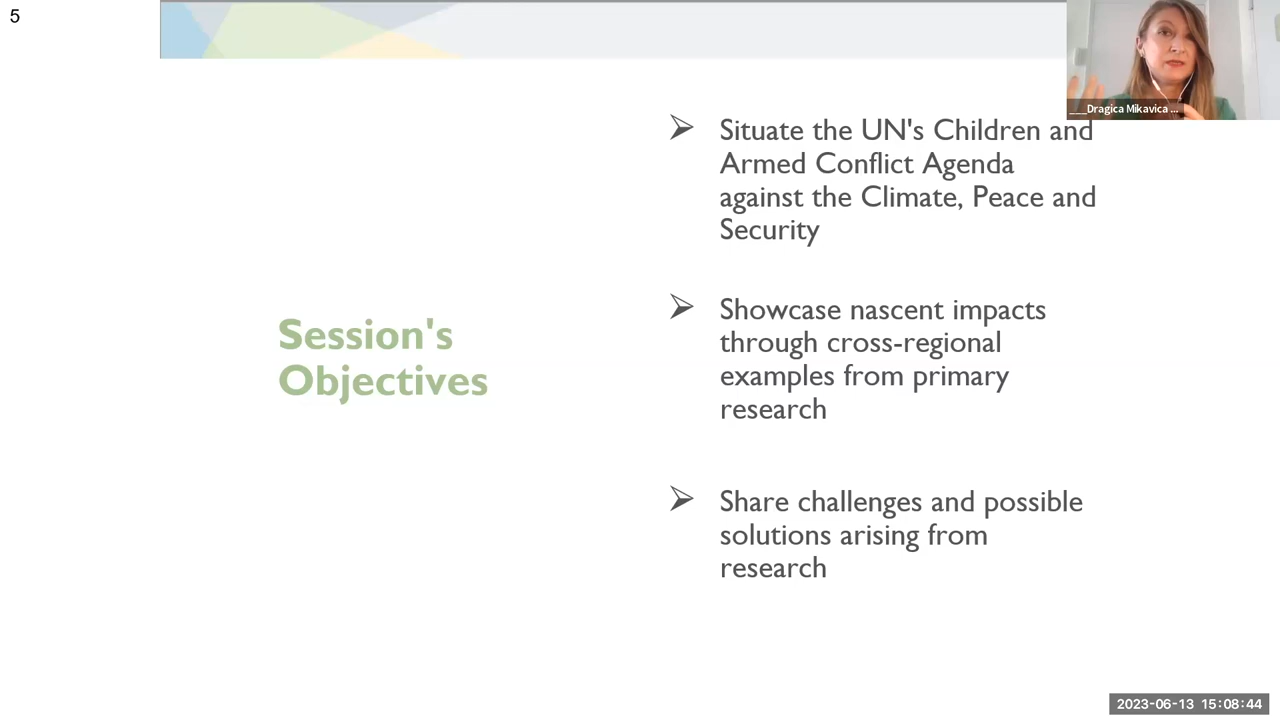 5
___Dragica Mikavica ...
Situate the UN's Children and
Armed Conflict Agenda
against the Climate, Peace and
Security
Showcase nascent impacts
through cross-regional
examples from primary
research
Session's
Objectives
Share challenges and possible
solutions arising from
research
2023-06-13 15:08:44